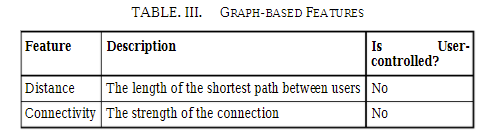 TABLE. III. GRAPH-BASED FEATURES
Feature Description Is User-
controlled?
Distance The length of the shortest path between users No
Connectivity The strength of the connection No